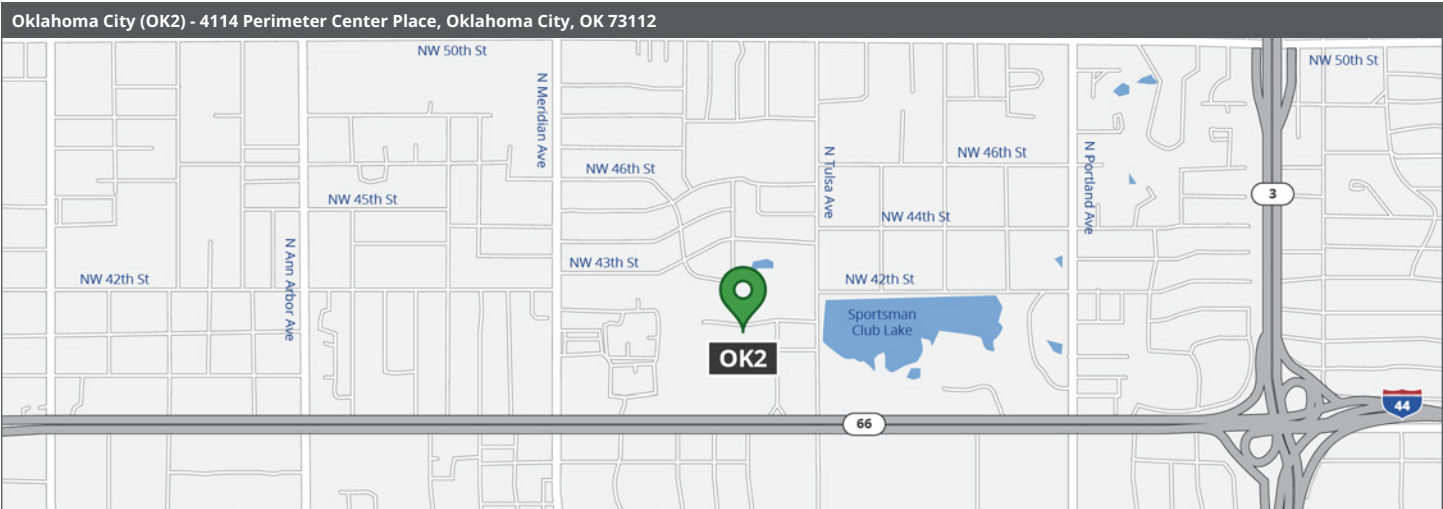 Oklahoma City (OK2) - 4114 Perimeter Center Place, Oklahoma City, OK 73112
NW 50th St
NW 50th St
N Meridian Ave
NW 46th St
NW 46th St
N Tulsa Ave
N Portland Ave
3
NW 45th St
NW 44th St
N Ann Arbor Ave
NW 43th St
NW 42th St
NW 42th St
Sportsman
Club Lake
OK2
44
66